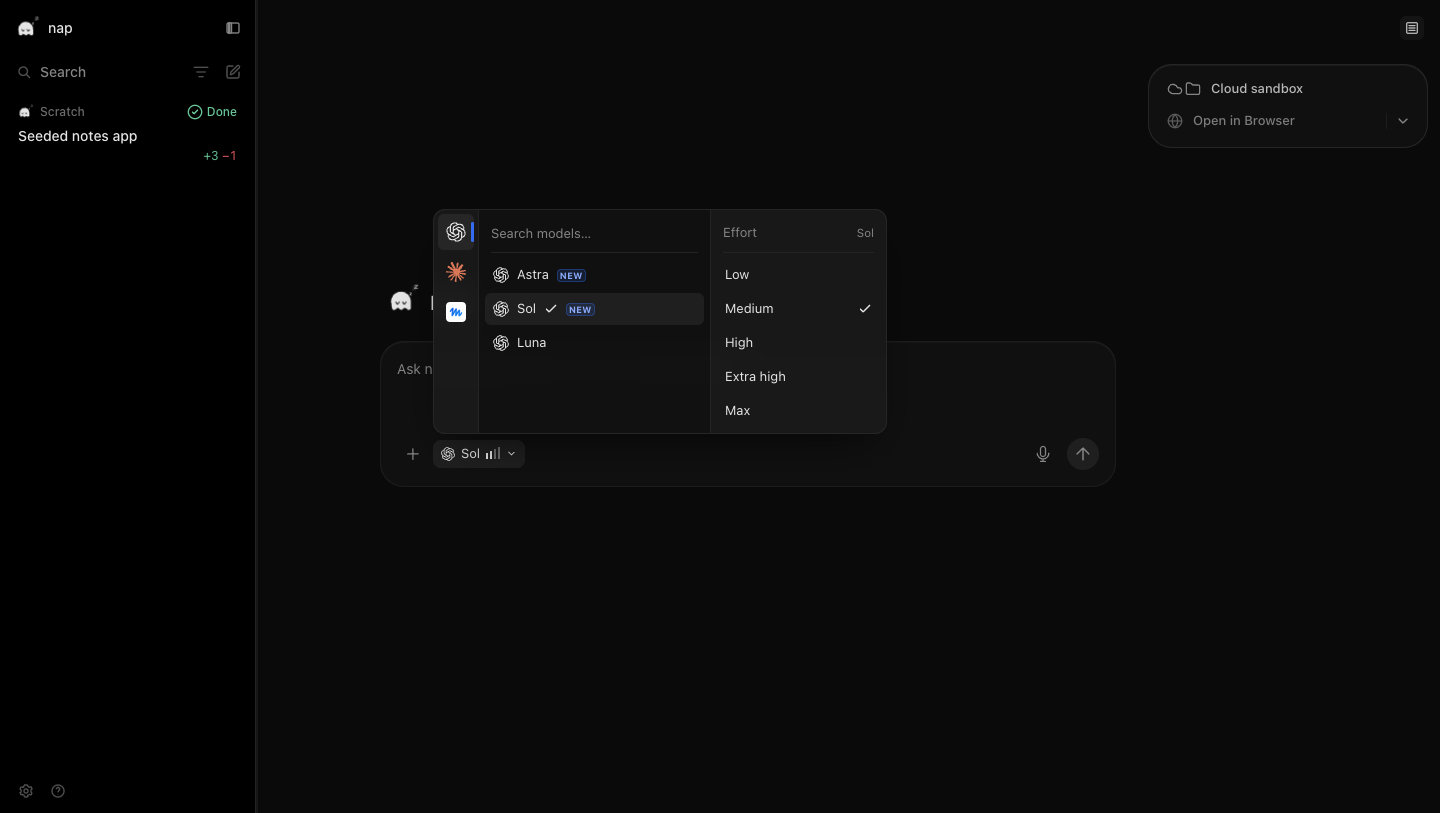 nap
Search
Scratch
Done
Seeded notes app
+3 −1
Cloud sandbox
Open in Browser
Search models...
Astra NEW
Sol NEW
Luna
Effort Sol
Low
Medium
High
Extra high
Max
Ask
Sol